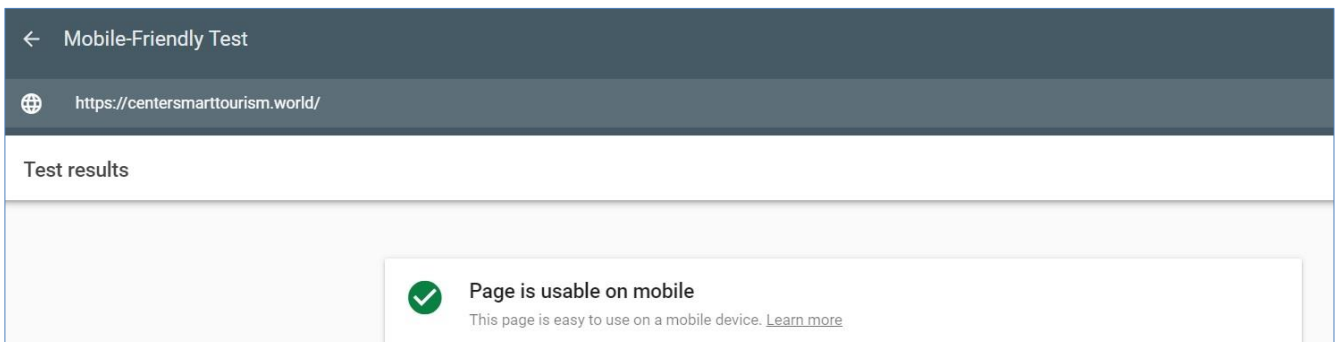 Mobile-Friendly Test
https://centersmarttourism.world/
Test results
Page is usable on mobile
This page is easy to use on a mobile device. Learn more